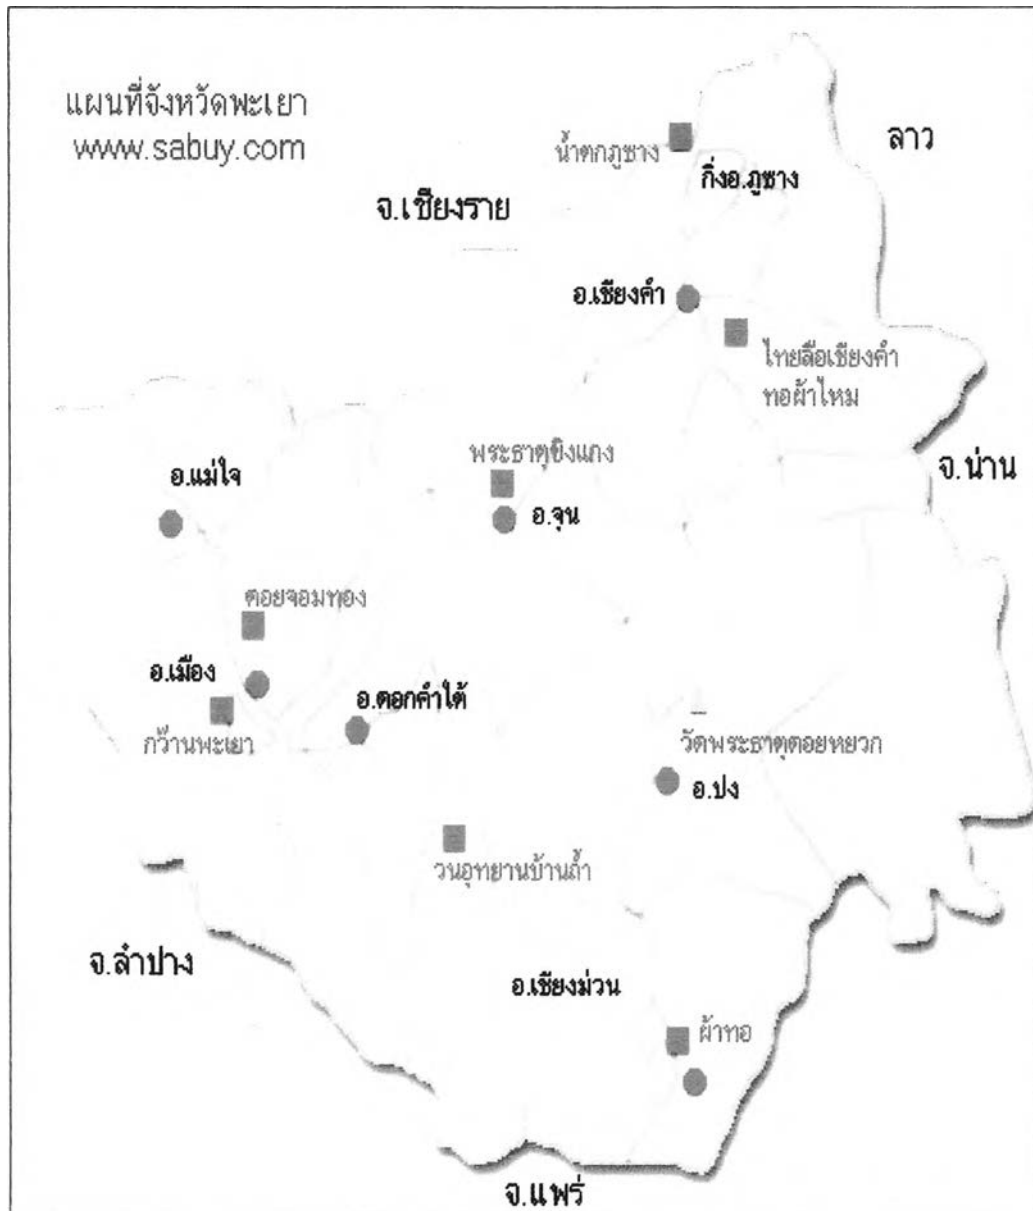 แผนที่จังหวัดพะเยา
www.sabuy.com
ลาว
น้ำตกภูซาง
กิ่งอ.ภูซาง
จ.เชียงราย
อ.เชียงคำ
ไทยลือเชียงคำ
ทอผ้าไหม
พระธาตุขิงแกง
จ.น่าน
อ.แม่ใจ
อ.จุน
ดอยจอมทอง
อ.เมือง
อ.ดอกคำใต้
กว๊านพะเยา
วัดพระธาตุดอยหยวก
อ.ปง
วนอุทยานบ้านถ้ำ
จ.ลำปาง
อ.เชียงม่วน
ผ้าทอ
จ.แพร่